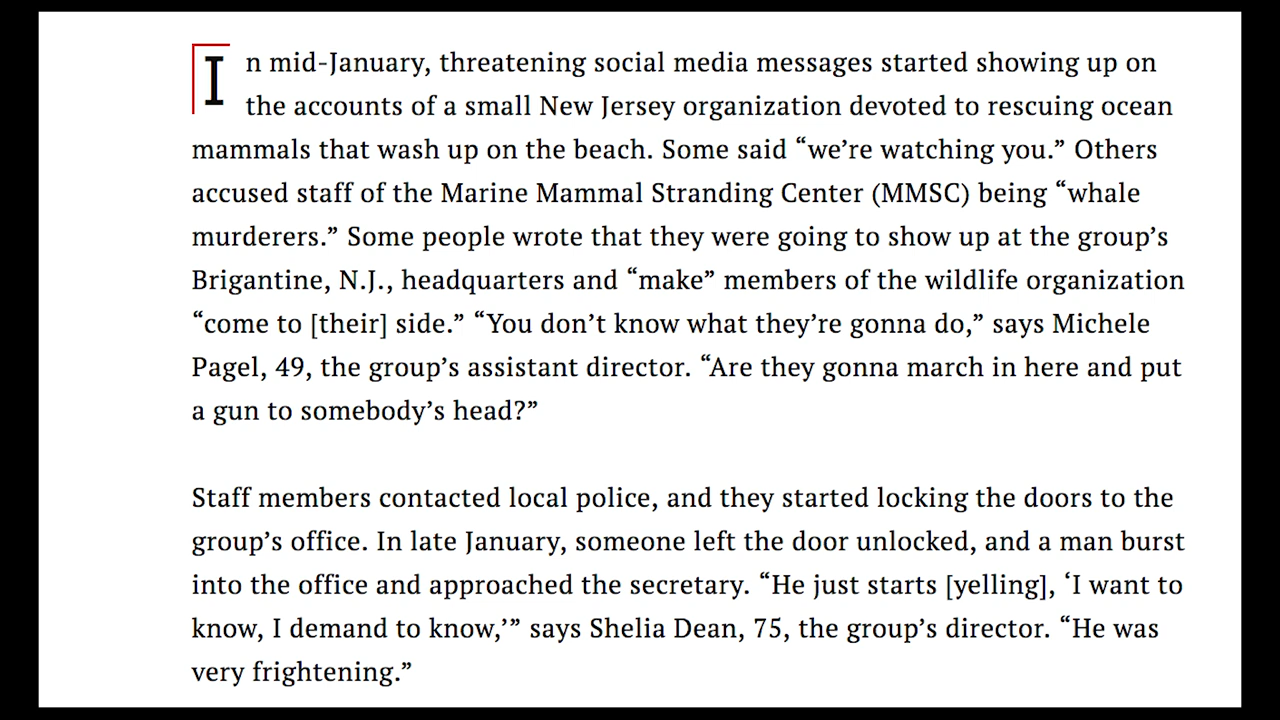 In mid-January, threatening social media messages started showing up on
the accounts of a small New Jersey organization devoted to rescuing ocean
mammals that wash up on the beach. Some said “we’re watching you.” Others
accused staff of the Marine Mammal Stranding Center (MMSC) being “whale
murderers.” Some people wrote that they were going to show up at the group’s
Brigantine, N.J., headquarters and “make” members of the wildlife organization
“come to [their] side.” “You don’t know what they’re gonna do,” says Michele
Pagel, 49, the group’s assistant director. “Are they gonna march in here and put
a gun to somebody’s head?”
Staff members contacted local police, and they started locking the doors to the
group’s office. In late January, someone left the door unlocked, and a man burst
into the office and approached the secretary. “He just starts [yelling], ‘I want to
know, I demand to know,’” says Shelia Dean, 75, the group’s director. “He was
very frightening.”